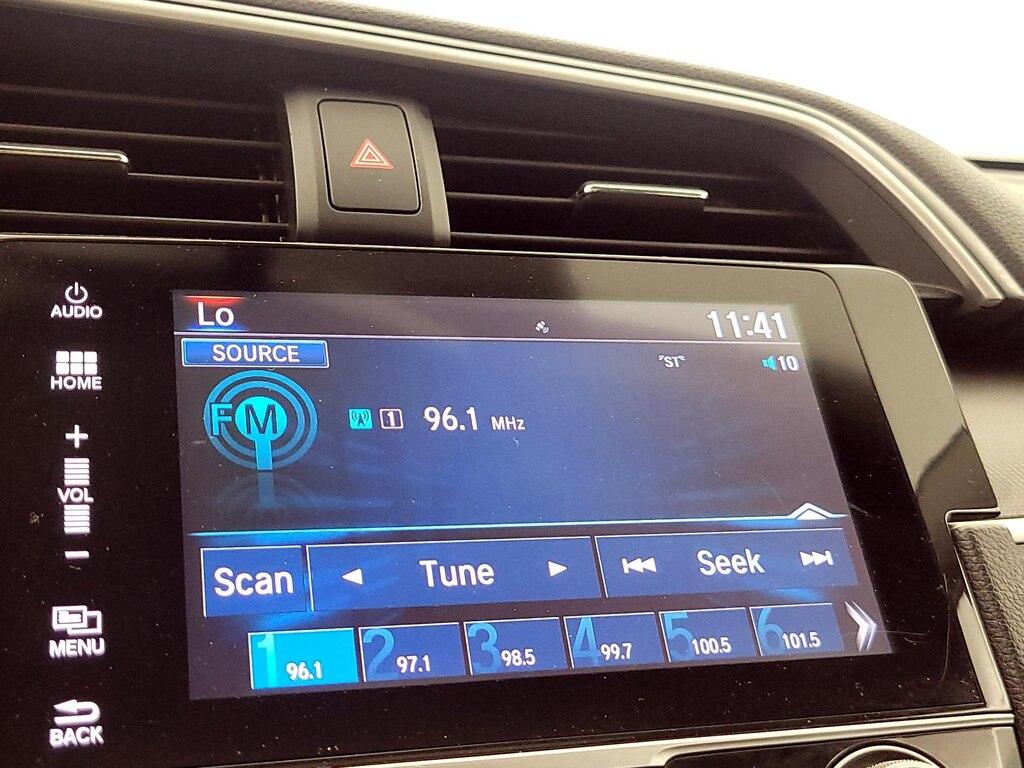 AUDIO
HOME
+
VOL
−
MENU
BACK
Lo
11:41
SOURCE
"ST"
10
FM
1
96.1 MHz
Scan
Tune
Seek
1 96.1
2 97.1
3 98.5
4 99.7
5 100.5
6 101.5